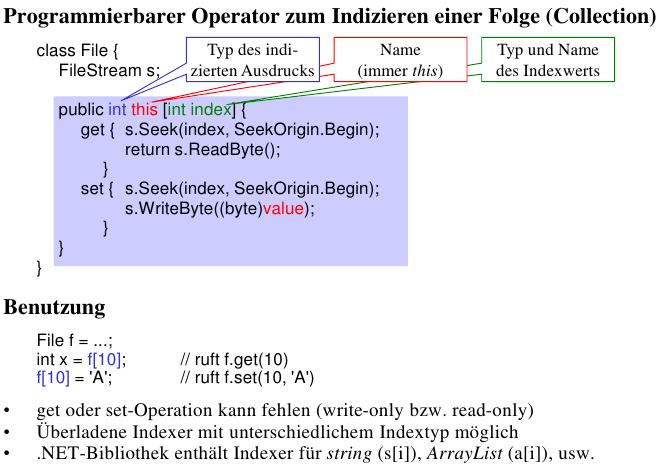 Programmierbarer Operator zum Indizieren einer Folge (Collection)
class File {
FileStream s;
Typ des indi-
zierten Ausdrucks
Name
(immer this)
Typ und Name
des Indexwerts
public int this [int index] {
get { s.Seek(index, SeekOrigin.Begin);
return s.ReadByte();
}
set { s.Seek(index, SeekOrigin.Begin);
s.WriteByte((byte)value);
}
}
}
Benutzung
File f = ...;
int x = f[10]; // ruft f.get(10)
f[10] = 'A'; // ruft f.set(10, 'A')
• get oder set-Operation kann fehlen (write-only bzw. read-only)
• Überladene Indexer mit unterschiedlichem Indextyp möglich
• .NET-Bibliothek enthält Indexer für string (s[i]), ArrayList (a[i]), usw.